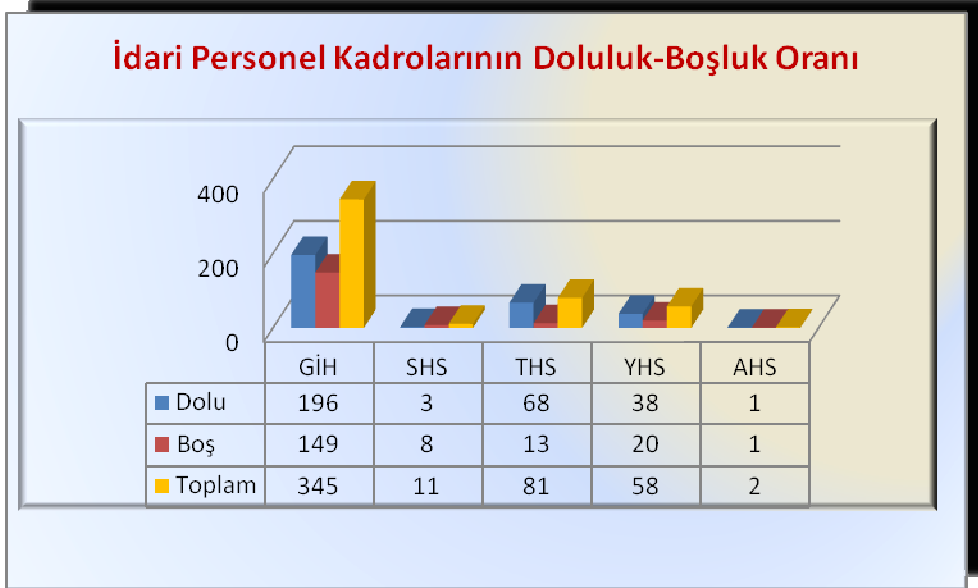 İdari Personel Kadrolarının Doluluk-Boşluk Oranı
400
200
0
GİH SHS THS YHS AHS
Dolu 196 3 68 38 1
Boş 149 8 13 20 1
Toplam 345 11 81 58 2